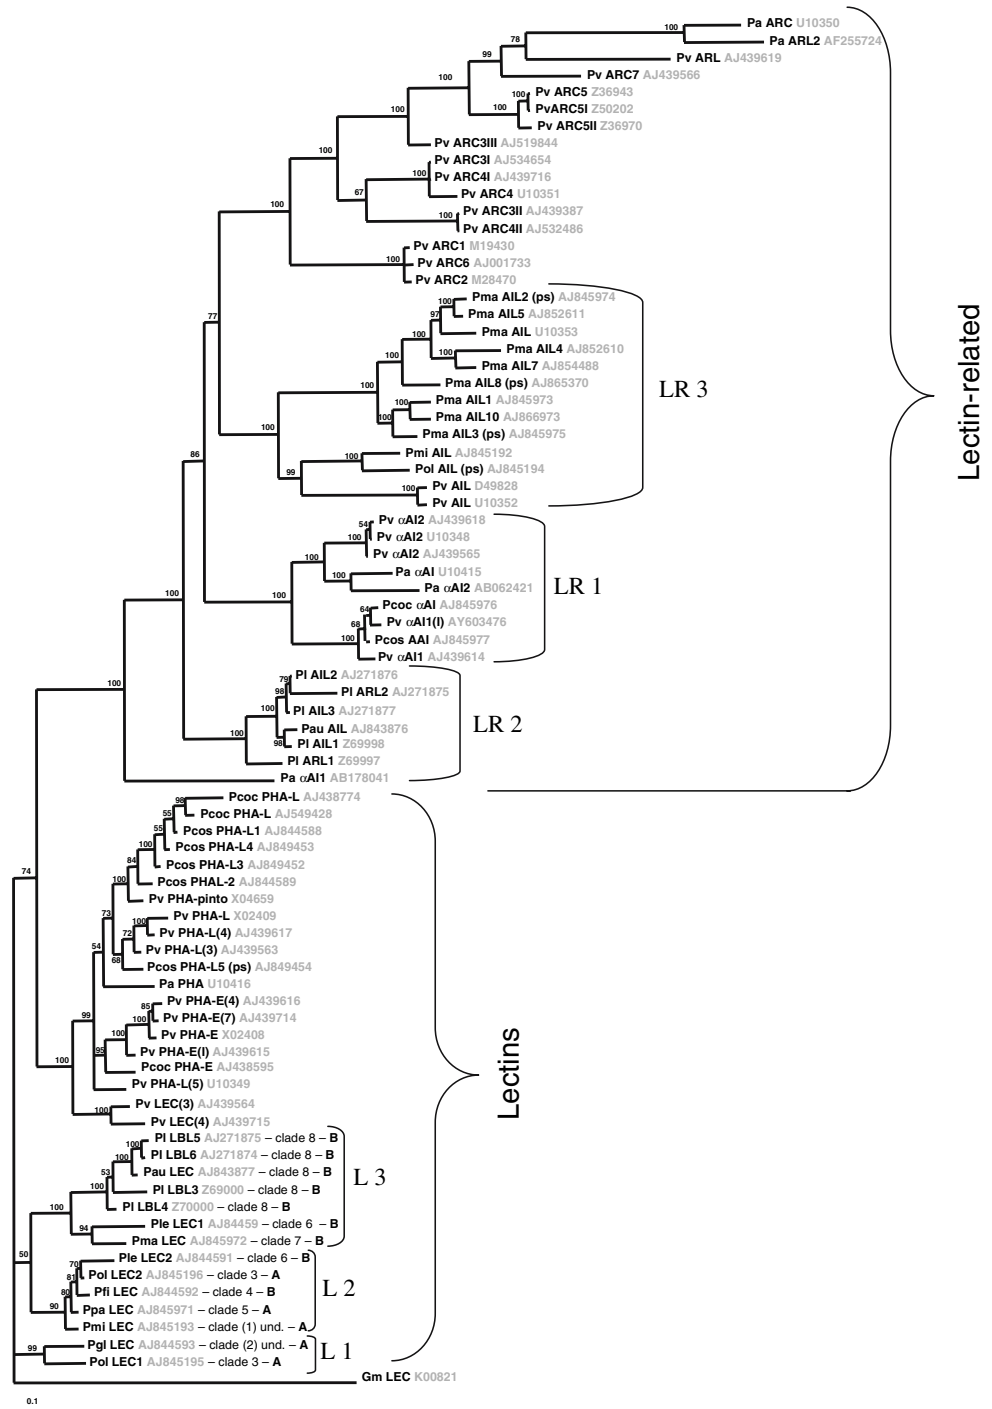 100
Pa ARC U10350
Pa ARL2 AF255724
78
Pv ARL AJ439619
99
Pv ARC7 AJ439566
100
100
Pv ARC5 Z36943
PvARC5I Z50202
100
Pv ARC5II Z36970
100
Pv ARC3III AJ519844
100
Pv ARC3I AJ534654
100
Pv ARC4I AJ439716
Pv ARC4 U10351
67
Pv ARC3II AJ439387
100
Pv ARC4II AJ532486
100
Pv ARC1 M19430
100
Pv ARC6 AJ001733
Pv ARC2 M28470
Pma AIL2 (ps) AJ845974
100
Pma AIL5 AJ852611
97
Pma AIL U10353
100
Pma AIL4 AJ852610
100
Pma AIL7 AJ854488
100
Pma AIL8 (ps) AJ865370
100
Pma AIL1 AJ845973
100
Pma AIL10 AJ866973
100
Pma AIL3 (ps) AJ845975
100
Pmi AIL AJ845192
100
Pol AIL (ps) AJ845194
99
Pv AIL D49828
100
Pv AIL U10352
LR 3
77
Lectin-related
Pv αAI2 AJ439618
54
Pv αAI2 U10348
100
Pv αAI2 AJ439565
100
Pa αAI U10415
100
Pa αAI2 AB062421
100
Pcoc αAI AJ845976
64
Pv αAI1(I) AY603476
68
Pcos AAI AJ845977
100
Pv αAI1 AJ439614
LR 1
86
Pl AIL2 AJ271876
79
Pl ARL2 AJ271875
98
Pl AIL3 AJ271877
100
Pau AIL AJ843876
98
Pl AIL1 Z69998
100
Pl ARL1 Z69997
LR 2
100
100
Pa αAI1 AB178041
Pcoc PHA-L AJ438774
98
Pcoc PHA-L AJ549428
55
Pcos PHA-L1 AJ844588
55
Pcos PHA-L4 AJ849453
100
Pcos PHA-L3 AJ849452
84
Pcos PHAL-2 AJ844589
100
Pv PHA-pinto X04659
74
73
Pv PHA-L X02409
100
Pv PHA-L(4) AJ439617
72
Pv PHA-L(3) AJ439563
68
Pcos PHA-L5 (ps) AJ849454
54
Pa PHA U10416
Pv PHA-E(4) AJ439616
85
Pv PHA-E(7) AJ439714
100
Pv PHA-E X02408
100
Pv PHA-E(I) AJ439615
95
Pcoc PHA-E AJ438595
99
Pv PHA-L(5) U10349
100
Pv LEC(3) AJ439564
100
Pv LEC(4) AJ439715
Lectins
Pl LBL5 AJ271875 – clade 8 – B
100
Pl LBL6 AJ271874 – clade 8 – B
100
Pau LEC AJ843877 – clade 8 – B
53
Pl LBL3 Z69000 – clade 8 – B
100
Pl LBL4 Z70000 – clade 8 – B
100
Ple LEC1 AJ84459 – clade 6 – B
94
Pma LEC AJ845972 – clade 7 – B
L 3
50
Ple LEC2 AJ844591 – clade 6 – B
70
Pol LEC2 AJ845196 – clade 3 – A
81
Pfi LEC AJ844592 – clade 4 – B
80
Ppa LEC AJ845971 – clade 5 – A
90
Pmi LEC AJ845193 – clade (1) und. – A
L 2
Pgl LEC AJ844593 – clade (2) und. – A
99
Pol LEC1 AJ845195 – clade 3 – A
L 1
Gm LEC K00821
0.1